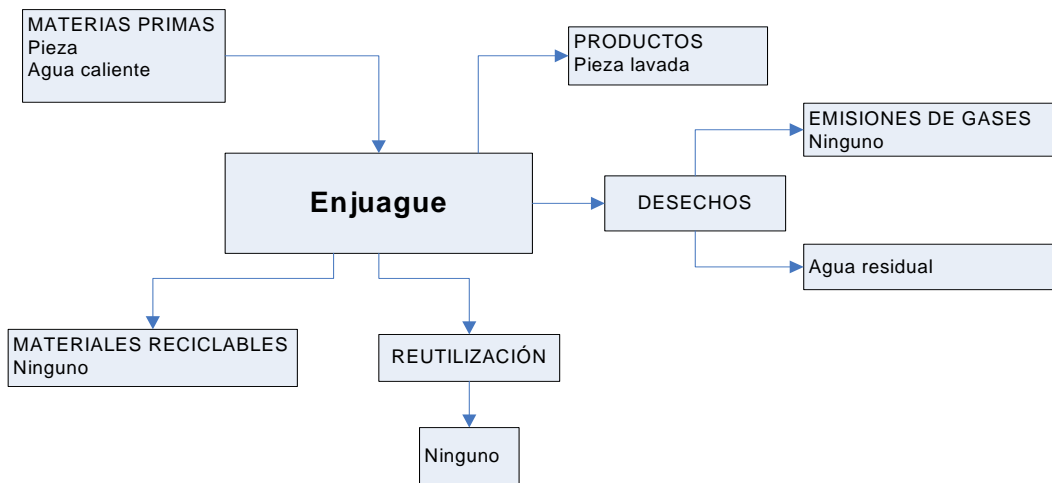 MATERIAS PRIMAS
Pieza
Agua caliente
PRODUCTOS
Pieza lavada
EMISIONES DE GASES
Ninguno
Enjuague
DESECHOS
Agua residual
MATERIALES RECICLABLES
Ninguno
REUTILIZACIÓN
Ninguno